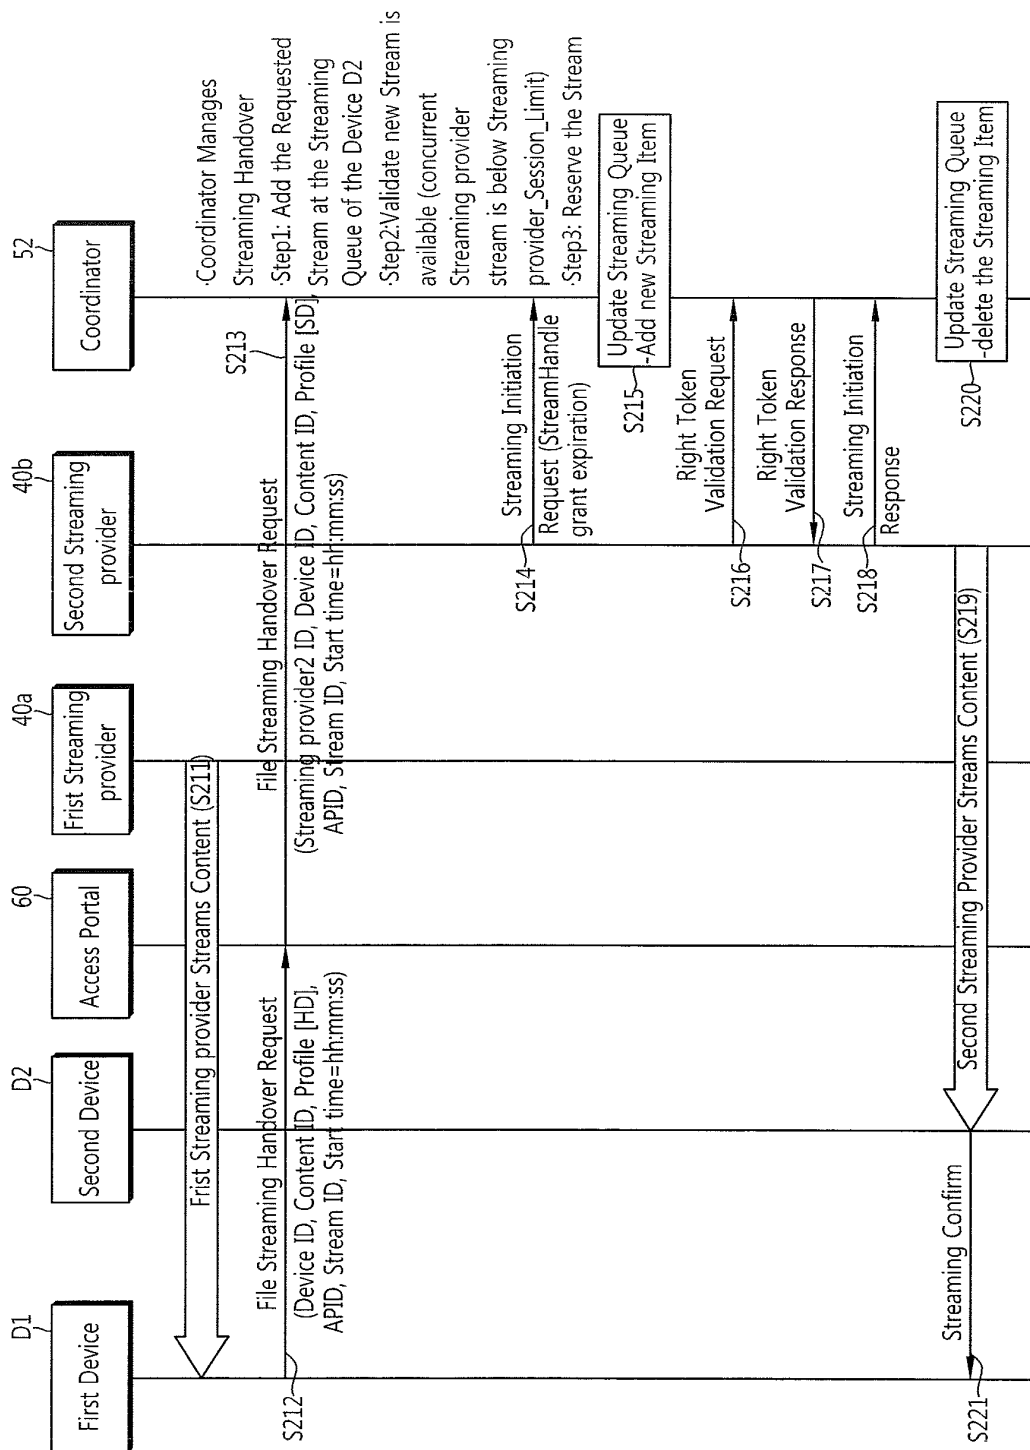 D1
First Device
D2
Second Device
60
Access Portal
40a
Frist Streaming
provider
40b
Second Streaming
provider
52
Coordinator
Frist Streaming provider Streams Content (S211)
S212
File Streaming Handover Request
(Device ID, Content ID, Profile [HD],
APID, Stream ID, Start time=hh:mm:ss)
File Streaming Handover Request
(Streaming provider2 ID, Device ID, Content ID, Profile [SD],
APID, Stream ID, Start time=hh:mm:ss)
S213
·Coordinator Manages
Streaming Handover
·Step1: Add the Requested
Stream at the Streaming
Queue of the Device D2
·Step2:Validate new Stream is
available (concurrent
Streaming provider
stream is below Streaming
provider_Session_Limit)
·Step3: Reserve the Stream
S214
Streaming Initiation
Request (StreamHandle
grant expiration)
S215
Update Streaming Queue
-Add new Streaming Item
Right Token
Validation Request
S216
Right Token
Validation Response
S217
Streaming Initiation
Response
S218
Second Streaming Provider Streams Content (S219)
S220
Update Streaming Queue
-delete the Streaming Item
Streaming Confirm
S221